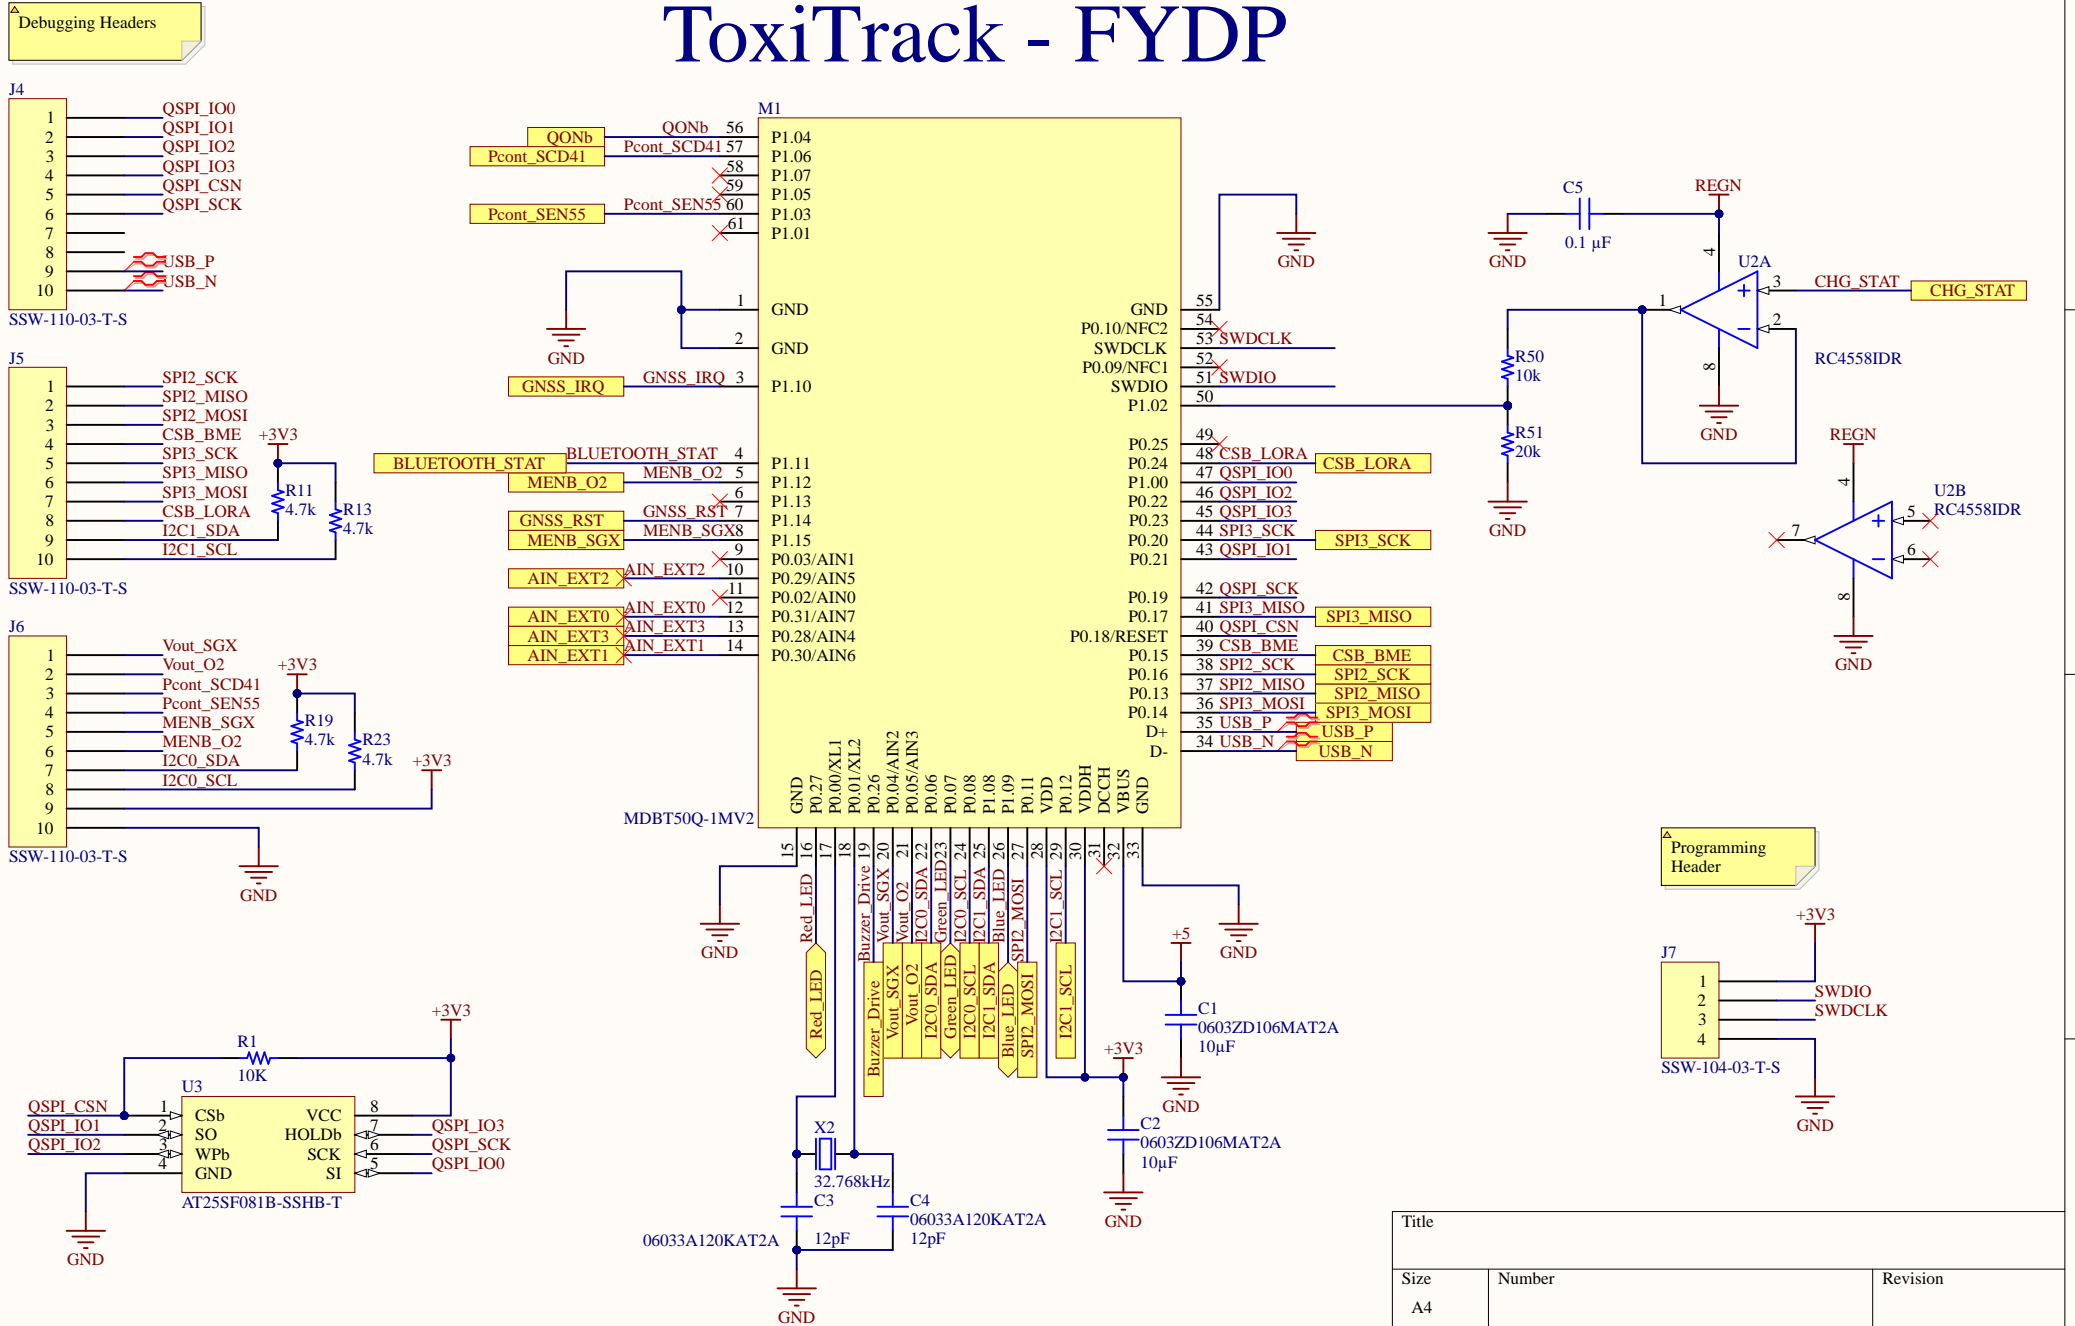 ToxiTrack - FYDP
Debugging Headers
J4
1 QSPI_IO0
2 QSPI_IO1
3 QSPI_IO2
4 QSPI_IO3
5 QSPI_CSN
6 QSPI_SCK
7
8
9 USB_P
10 USB_N
SSW-110-03-T-S
J5
1 SPI2_SCK
2 SPI2_MISO
3 SPI2_MOSI
4 CSB_BME
5 SPI3_SCK
6 SPI3_MISO
7 SPI3_MOSI
8 CSB_LORA
9 I2C1_SDA
10 I2C1_SCL
SSW-110-03-T-S
+3V3
R11
4.7k
R13
4.7k
J6
1 Vout_SGX
2 Vout_O2
3 Pcont_SCD41
4 Pcont_SEN55
5 MENB_SGX
6 MENB_O2
7 I2C0_SDA
8 I2C0_SCL
9
10
SSW-110-03-T-S
+3V3
R19
4.7k
R23
4.7k
+3V3
GND
M1
QONb QONb 56 P1.04
Pcont_SCD41 Pcont_SCD41 57 P1.06
58 P1.07
59 P1.05
Pcont_SEN55 Pcont_SEN55 60 P1.03
61 P1.01
1 GND
2 GND
GND
GNSS_IRQ GNSS_IRQ 3 P1.10
BLUETOOTH_STAT BLUETOOTH_STAT 4 P1.11
MENB_O2 MENB_O2 5 P1.12
6 P1.13
GNSS_RST GNSS_RST 7 P1.14
MENB_SGX MENB_SGX 8 P1.15
9 P0.03/AIN1
AIN_EXT2 AIN_EXT2 10 P0.29/AIN5
11 P0.02/AIN0
AIN_EXT0 AIN_EXT0 12 P0.31/AIN7
AIN_EXT3 AIN_EXT3 13 P0.28/AIN4
AIN_EXT1 AIN_EXT1 14 P0.30/AIN6
GND 55
GND
P0.10/NFC2 54
SWDCLK 53 SWDCLK
P0.09/NFC1 52
SWDIO 51 SWDIO
P1.02 50
P0.25 49
P0.24 48 CSB_LORA CSB_LORA
P1.00 47 QSPI_IO0
P0.22 46 QSPI_IO2
P0.23 45 QSPI_IO3
P0.20 44 SPI3_SCK SPI3_SCK
P0.21 43 QSPI_IO1
P0.19 42 QSPI_SCK
P0.17 41 SPI3_MISO SPI3_MISO
P0.18/RESET 40 QSPI_CSN
P0.15 39 CSB_BME CSB_BME
P0.16 38 SPI2_SCK SPI2_SCK
P0.13 37 SPI2_MISO SPI2_MISO
P0.14 36 SPI3_MOSI SPI3_MOSI
D+ 35 USB_P USB_P
D- 34 USB_N USB_N
MDBT50Q-1MV2
GND 15
GND
P0.27 16 Red_LED Red_LED
P0.00/XL1 17
P0.01/XL2 18
P0.26 19 Buzzer_Drive Buzzer_Drive
P0.04/AIN2 20 Vout_SGX Vout_SGX
P0.05/AIN3 21 Vout_O2 Vout_O2
P0.06 22 I2C0_SDA I2C0_SDA
P0.07 23 Green_LED Green_LED
P0.08 24 I2C0_SCL I2C0_SCL
P1.08 25 I2C1_SDA I2C1_SDA
P1.09 26 Blue_LED Blue_LED
P0.11 27 SPI2_MOSI SPI2_MOSI
VDD 28
P0.12 29 I2C1_SCL I2C1_SCL
VDDH 30
DCCH 31
VBUS 32
GND 33
GND
X2
32.768kHz
C3
06033A120KAT2A
12pF
C4
06033A120KAT2A
12pF
GND
+5
C1
0603ZD106MAT2A
10µF
GND
+3V3
C2
0603ZD106MAT2A
10µF
GND
C5
0.1 µF
GND
REGN
U2A
4
1
3
2
8
CHG_STAT
CHG_STAT
RC4558IDR
GND
R50
10k
R51
20k
GND
REGN
U2B
RC4558IDR
4
5
6
7
8
GND
Programming
Header
+3V3
J7
1
2 SWDIO
3 SWDCLK
4
SSW-104-03-T-S
GND
+3V3
R1
10K
U3
QSPI_CSN 1 CSb
QSPI_IO1 2 SO
QSPI_IO2 3 WPb
4 GND
VCC 8
HOLDb 7 QSPI_IO3
SCK 6 QSPI_SCK
SI 5 QSPI_IO0
AT25SF081B-SSHB-T
GND
Title
Size
A4
Number
Revision